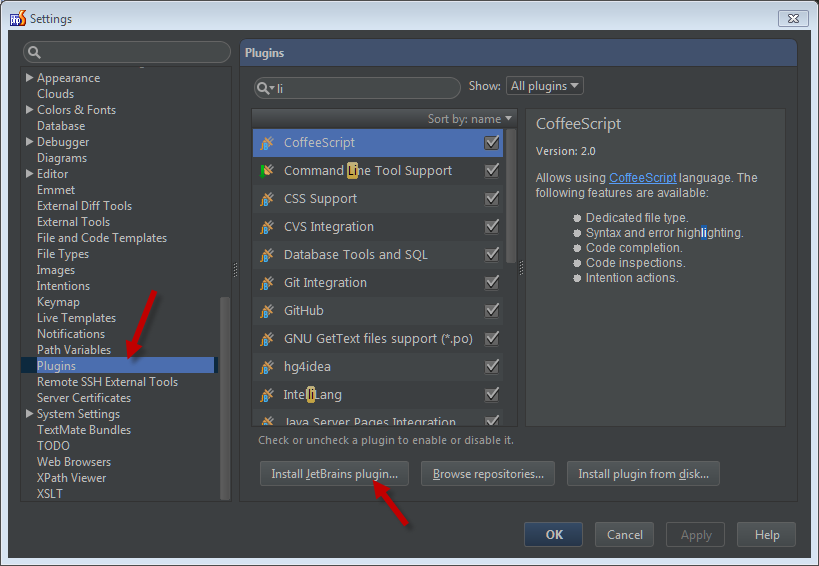 Settings
Appearance
Clouds
Colors & Fonts
Database
Debugger
Diagrams
Editor
Emmet
External Diff Tools
External Tools
File and Code Templates
File Types
Images
Intentions
Keymap
Live Templates
Notifications
Path Variables
Plugins
Remote SSH External Tools
Server Certificates
System Settings
TextMate Bundles
TODO
Web Browsers
XPath Viewer
XSLT
Plugins
li
Show: All plugins
Sort by: name
CoffeeScript
Command Line Tool Support
CSS Support
CVS Integration
Database Tools and SQL
Git Integration
GitHub
GNU GetText files support (*.po)
hg4idea
IntelliLang
Java Server Pages Integration
Check or uncheck a plugin to enable or disable it.
Install JetBrains plugin...
Browse repositories...
Install plugin from disk...
CoffeeScript
Version: 2.0
Allows using CoffeeScript language. The
following features are available:
Dedicated file type.
Syntax and error highlighting.
Code completion.
Code inspections.
Intention actions.
OK
Cancel
Apply
Help